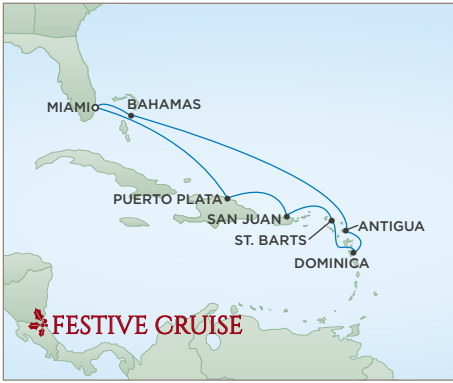 MIAMI
BAHAMAS
PUERTO PLATA
SAN JUAN
ST. BARTS
ANTIGUA
DOMINICA
FESTIVE CRUISE